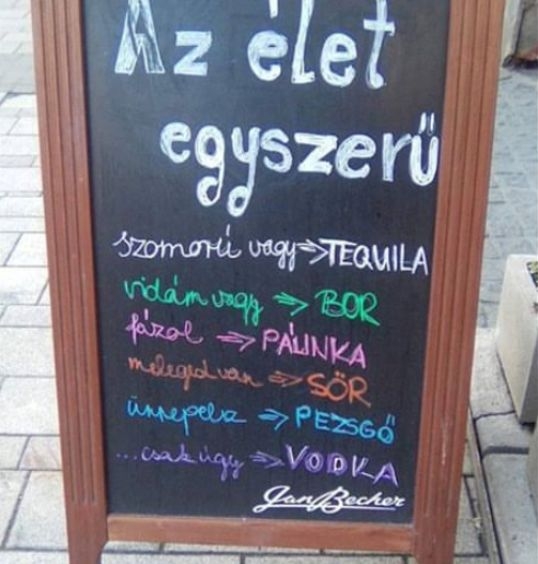 Az élet
egyszerű
szomorú vagy ⇒ TEQUILA
vidám vagy ⇒ BOR
fázol ⇒ PÁLINKA
meleged van ⇒ SÖR
ünnepelsz ⇒ PEZSGŐ
...csak úgy ⇒ VODKA
Jan Becher